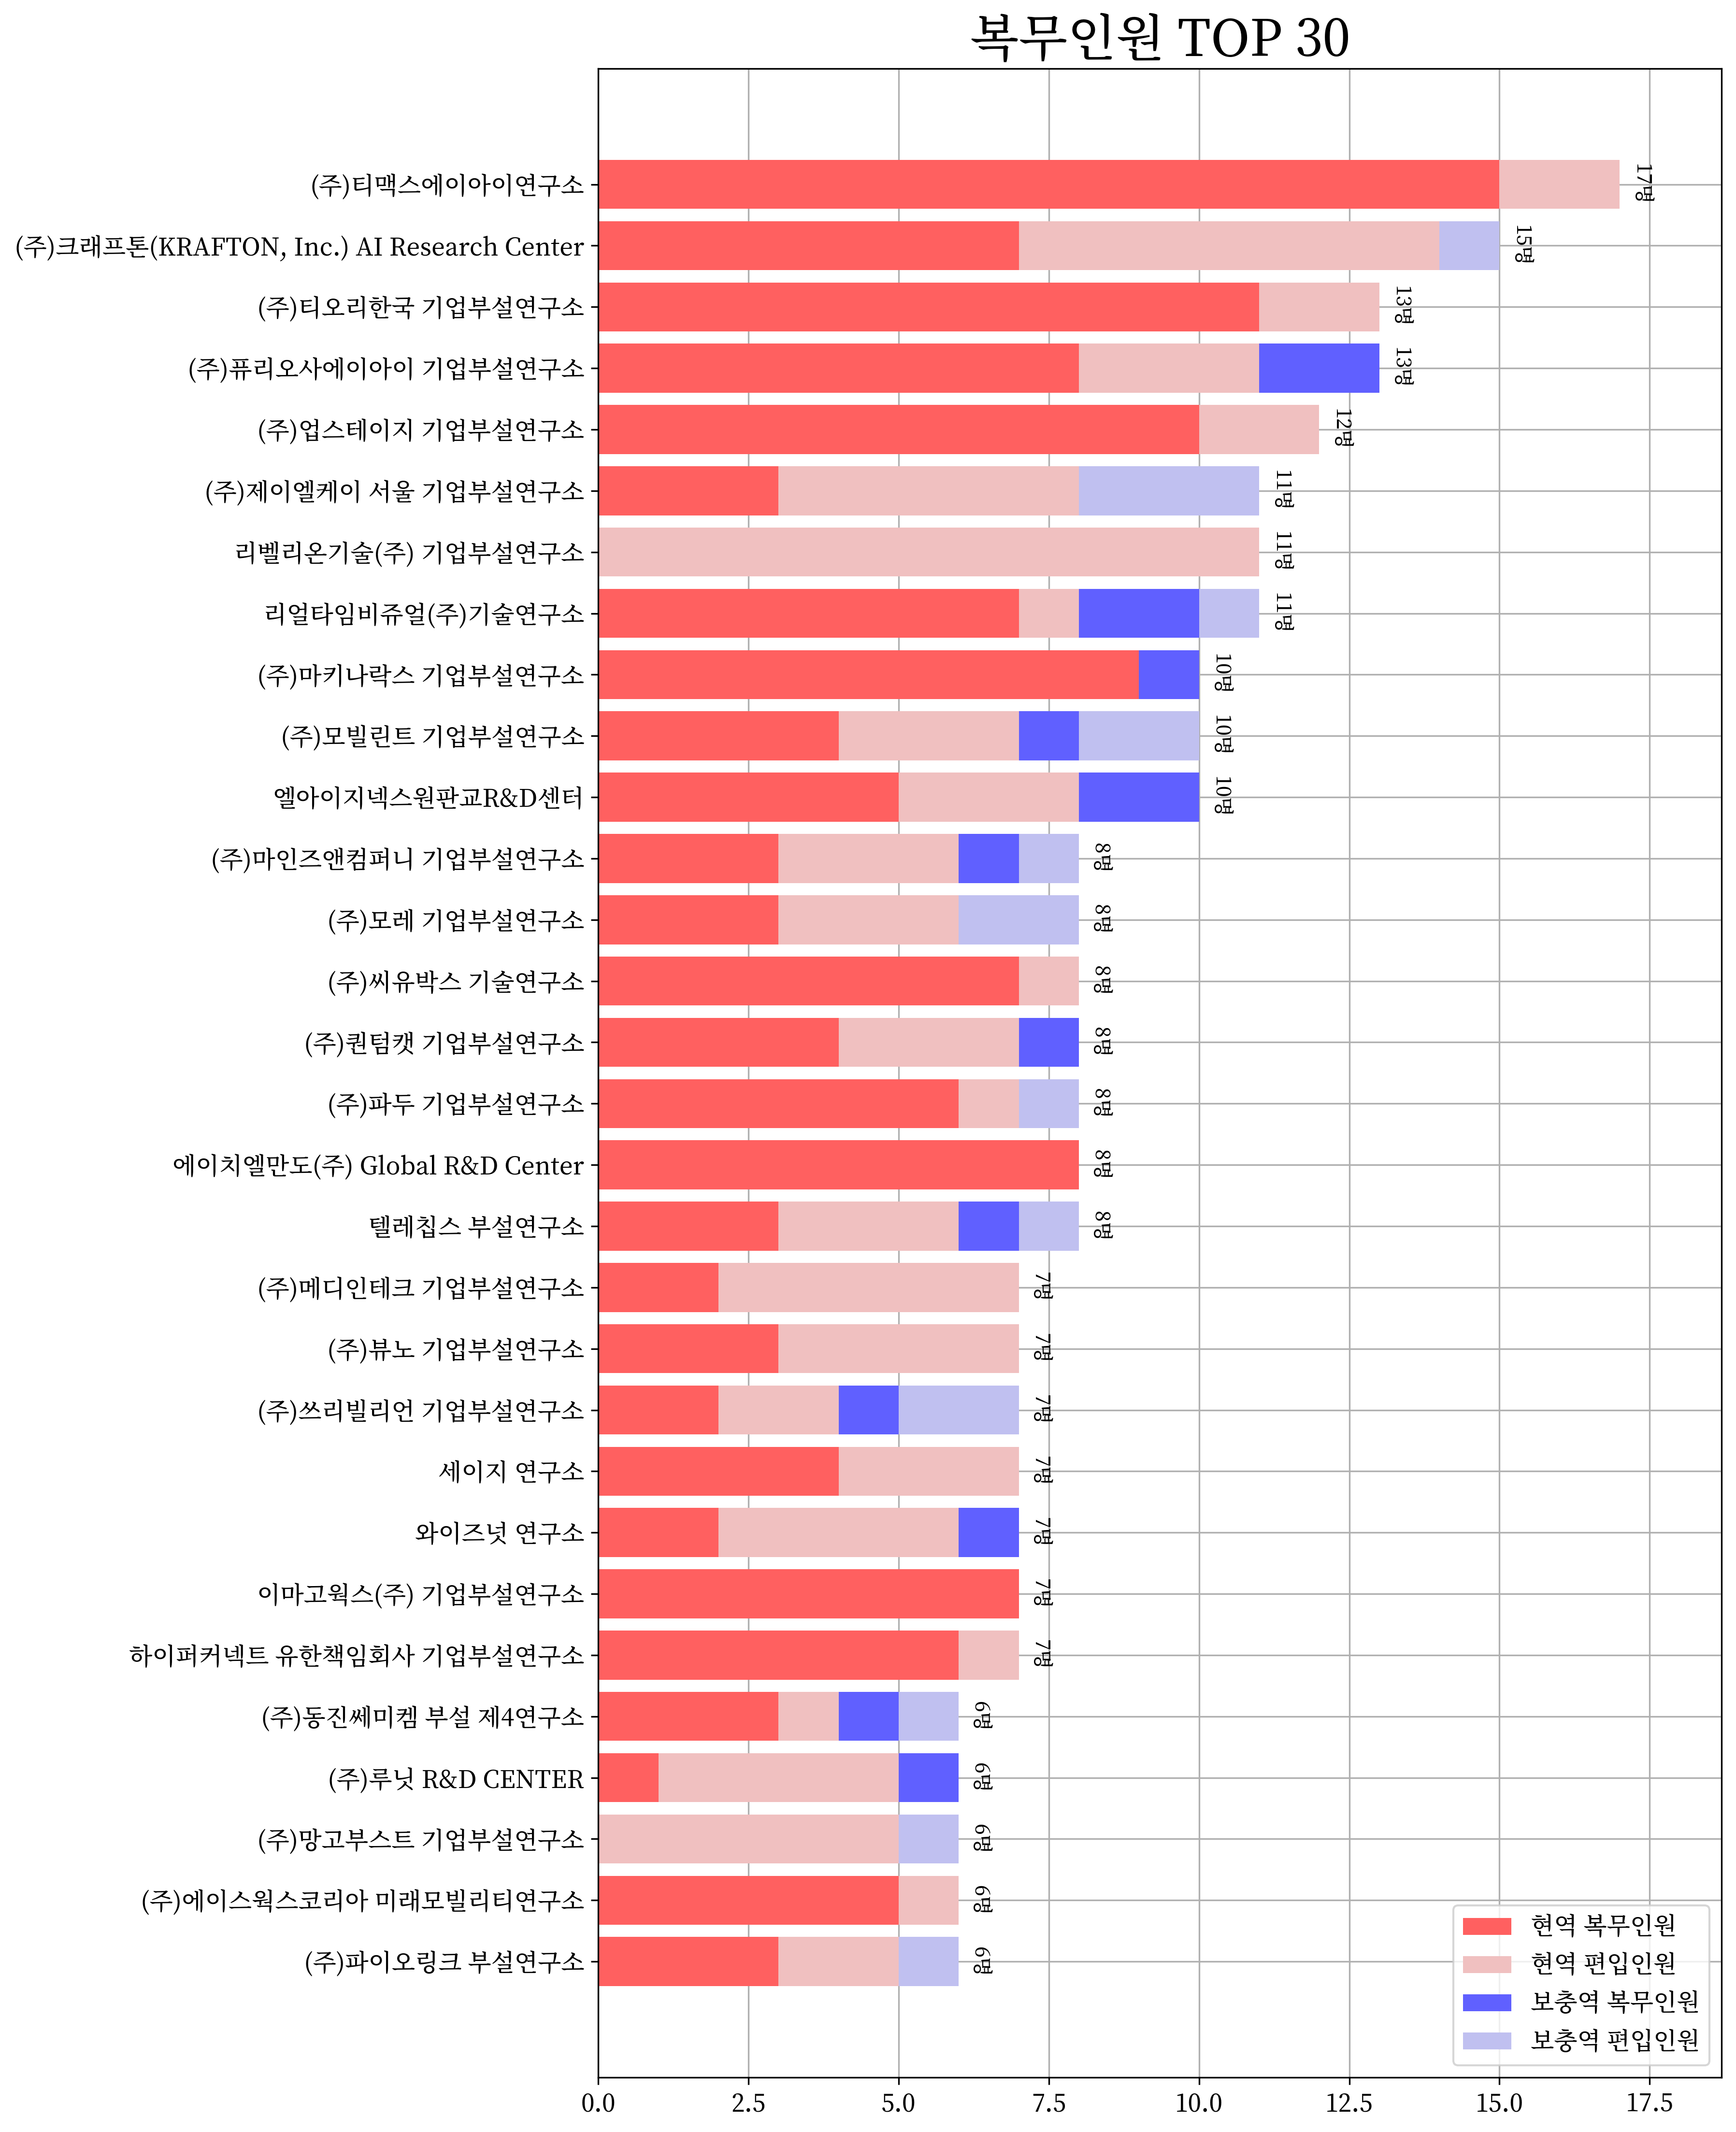 복무인원 TOP 30
(주)티맥스에이아이연구소
17명
(주)크래프톤(KRAFTON, Inc.) AI Research Center
15명
(주)티오리한국 기업부설연구소
13명
(주)퓨리오사에이아이 기업부설연구소
13명
(주)업스테이지 기업부설연구소
12명
(주)제이엘케이 서울 기업부설연구소
11명
리벨리온기술(주) 기업부설연구소
11명
리얼타임비쥬얼(주)기술연구소
11명
(주)마키나락스 기업부설연구소
10명
(주)모빌린트 기업부설연구소
10명
엘아이지넥스원판교R&D센터
10명
(주)마인즈앤컴퍼니 기업부설연구소
8명
(주)모레 기업부설연구소
8명
(주)씨유박스 기술연구소
8명
(주)퀀텀캣 기업부설연구소
8명
(주)파두 기업부설연구소
8명
에이치엘만도(주) Global R&D Center
8명
텔레칩스 부설연구소
8명
(주)메디인테크 기업부설연구소
7명
(주)뷰노 기업부설연구소
7명
(주)쓰리빌리언 기업부설연구소
7명
세이지 연구소
7명
와이즈넛 연구소
7명
이마고웍스(주) 기업부설연구소
7명
하이퍼커넥트 유한책임회사 기업부설연구소
7명
(주)동진쎄미켐 부설 제4연구소
6명
(주)루닛 R&D CENTER
6명
(주)망고부스트 기업부설연구소
6명
(주)에이스웍스코리아 미래모빌리티연구소
6명
(주)파이오링크 부설연구소
6명
현역 복무인원
현역 편입인원
보충역 복무인원
보충역 편입인원
0.0 2.5 5.0 7.5 10.0 12.5 15.0 17.5